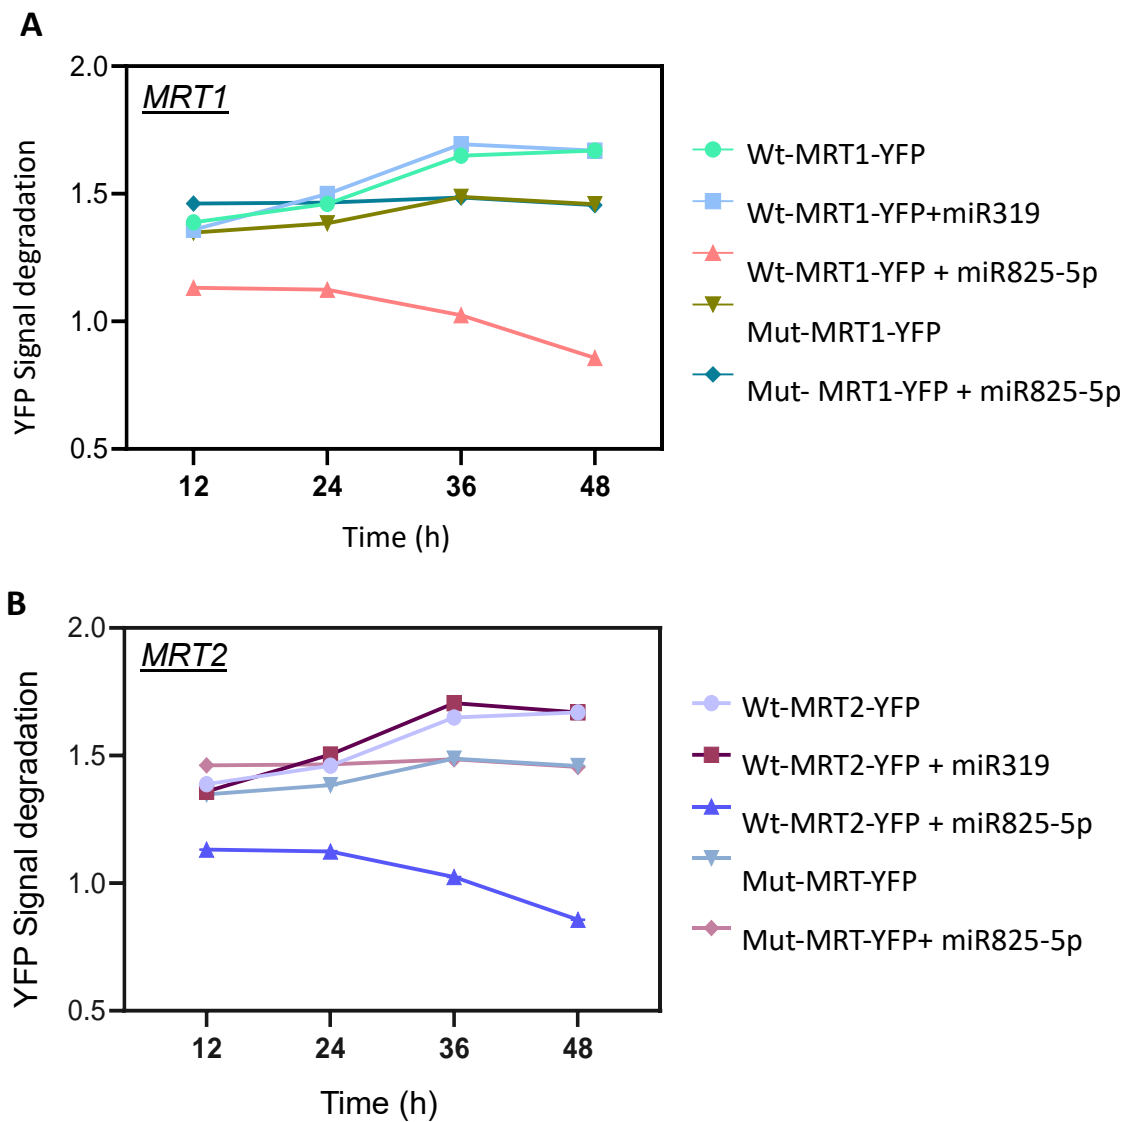 A
MRT1
2.0
1.5
1.0
0.5
YFP Signal degradation
12 24 36 48
Time (h)
Wt-MRT1-YFP
Wt-MRT1-YFP+miR319
Wt-MRT1-YFP + miR825-5p
Mut-MRT1-YFP
Mut- MRT1-YFP + miR825-5p
B
MRT2
2.0
1.5
1.0
0.5
YFP Signal degradation
12 24 36 48
Time (h)
Wt-MRT2-YFP
Wt-MRT2-YFP + miR319
Wt-MRT2-YFP + miR825-5p
Mut-MRT-YFP
Mut-MRT-YFP+ miR825-5p